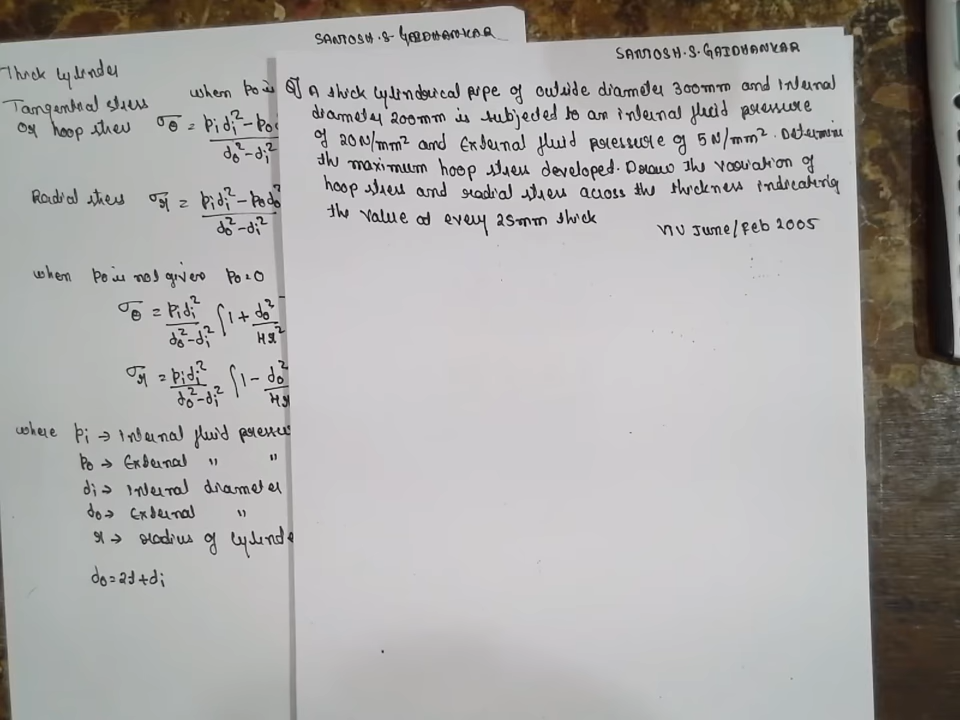 SANTOSH.S.GAIDHANKAR
Thick Cylinder
Tangential stress
or hoop stress
when Po is
σθ = Pidi² - Pod
do² - di²
Radial stress σr = Pidi² - Podo²
do² - di²
when Po is not given Po = 0
σθ = Pidi² [1 + do²
do² - di² 4r²
σr = Pidi² [1 - do²
do² - di² 4r
where Pi → Internal fluid pressu
Po → External " "
di → Internal diameter
do → External "
r → radius of cylinde
do = 2t + di
SANTOSH.S.GAIDHANKAR
Q] A thick cylinderical pipe of outside diameter 300mm and Internal
diameter 200mm is subjected to an internal fluid pressure
of 20N/mm² and External fluid pressure of 5N/mm². Determine
the maximum hoop stress developed. Draw the variation of
hoop stress and radial stress across the thickness indicating
the value at every 25mm thick
June/Feb 2005